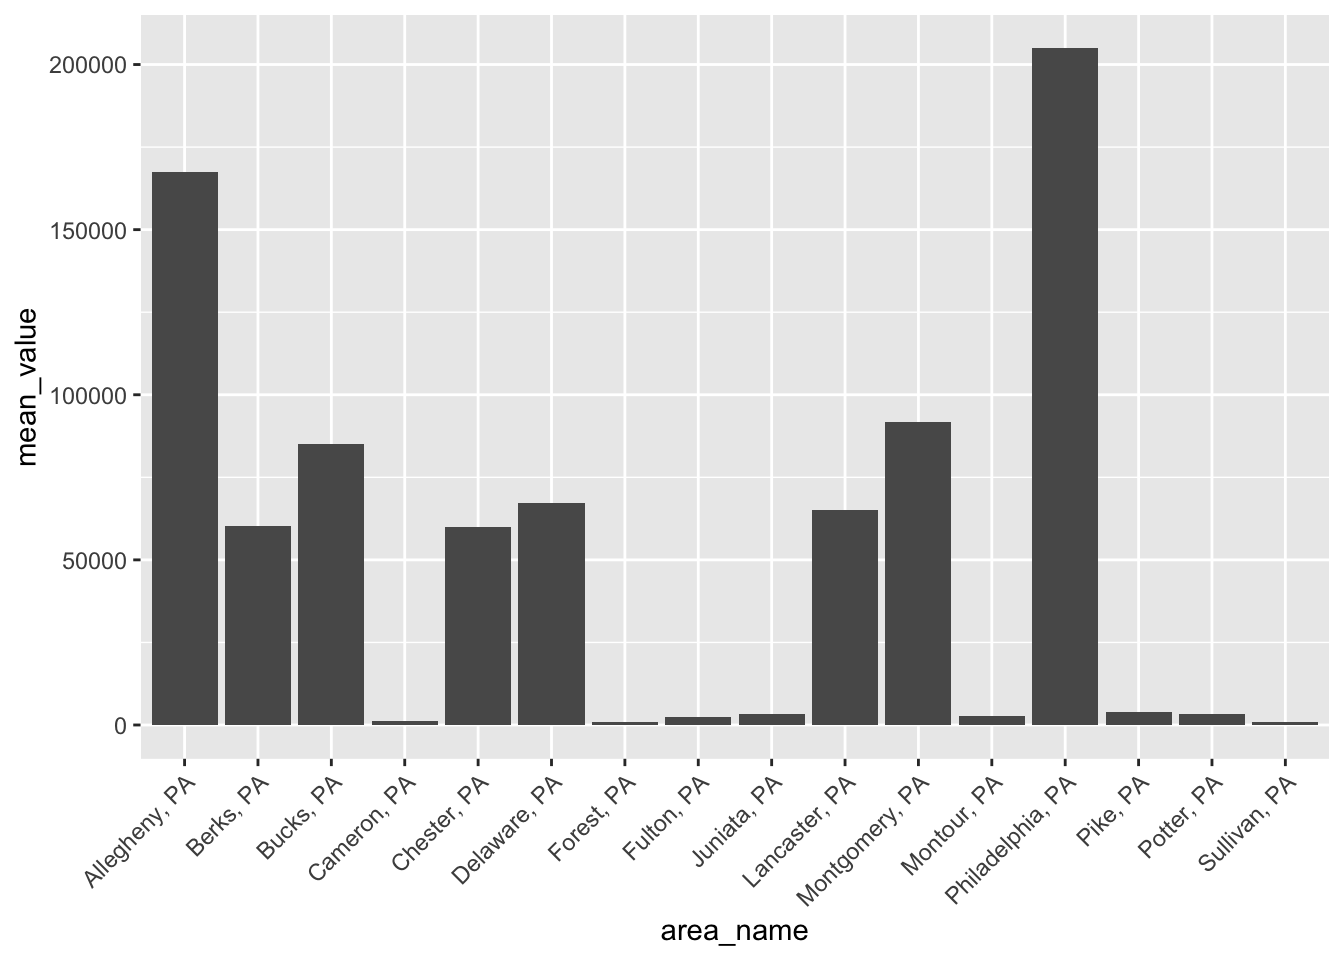 200000
150000
100000
50000
0
mean_value
Allegheny, PA
Berks, PA
Bucks, PA
Cameron, PA
Chester, PA
Delaware, PA
Forest, PA
Fulton, PA
Juniata, PA
Lancaster, PA
Montgomery, PA
Montour, PA
Philadelphia, PA
Pike, PA
Potter, PA
Sullivan, PA
area_name